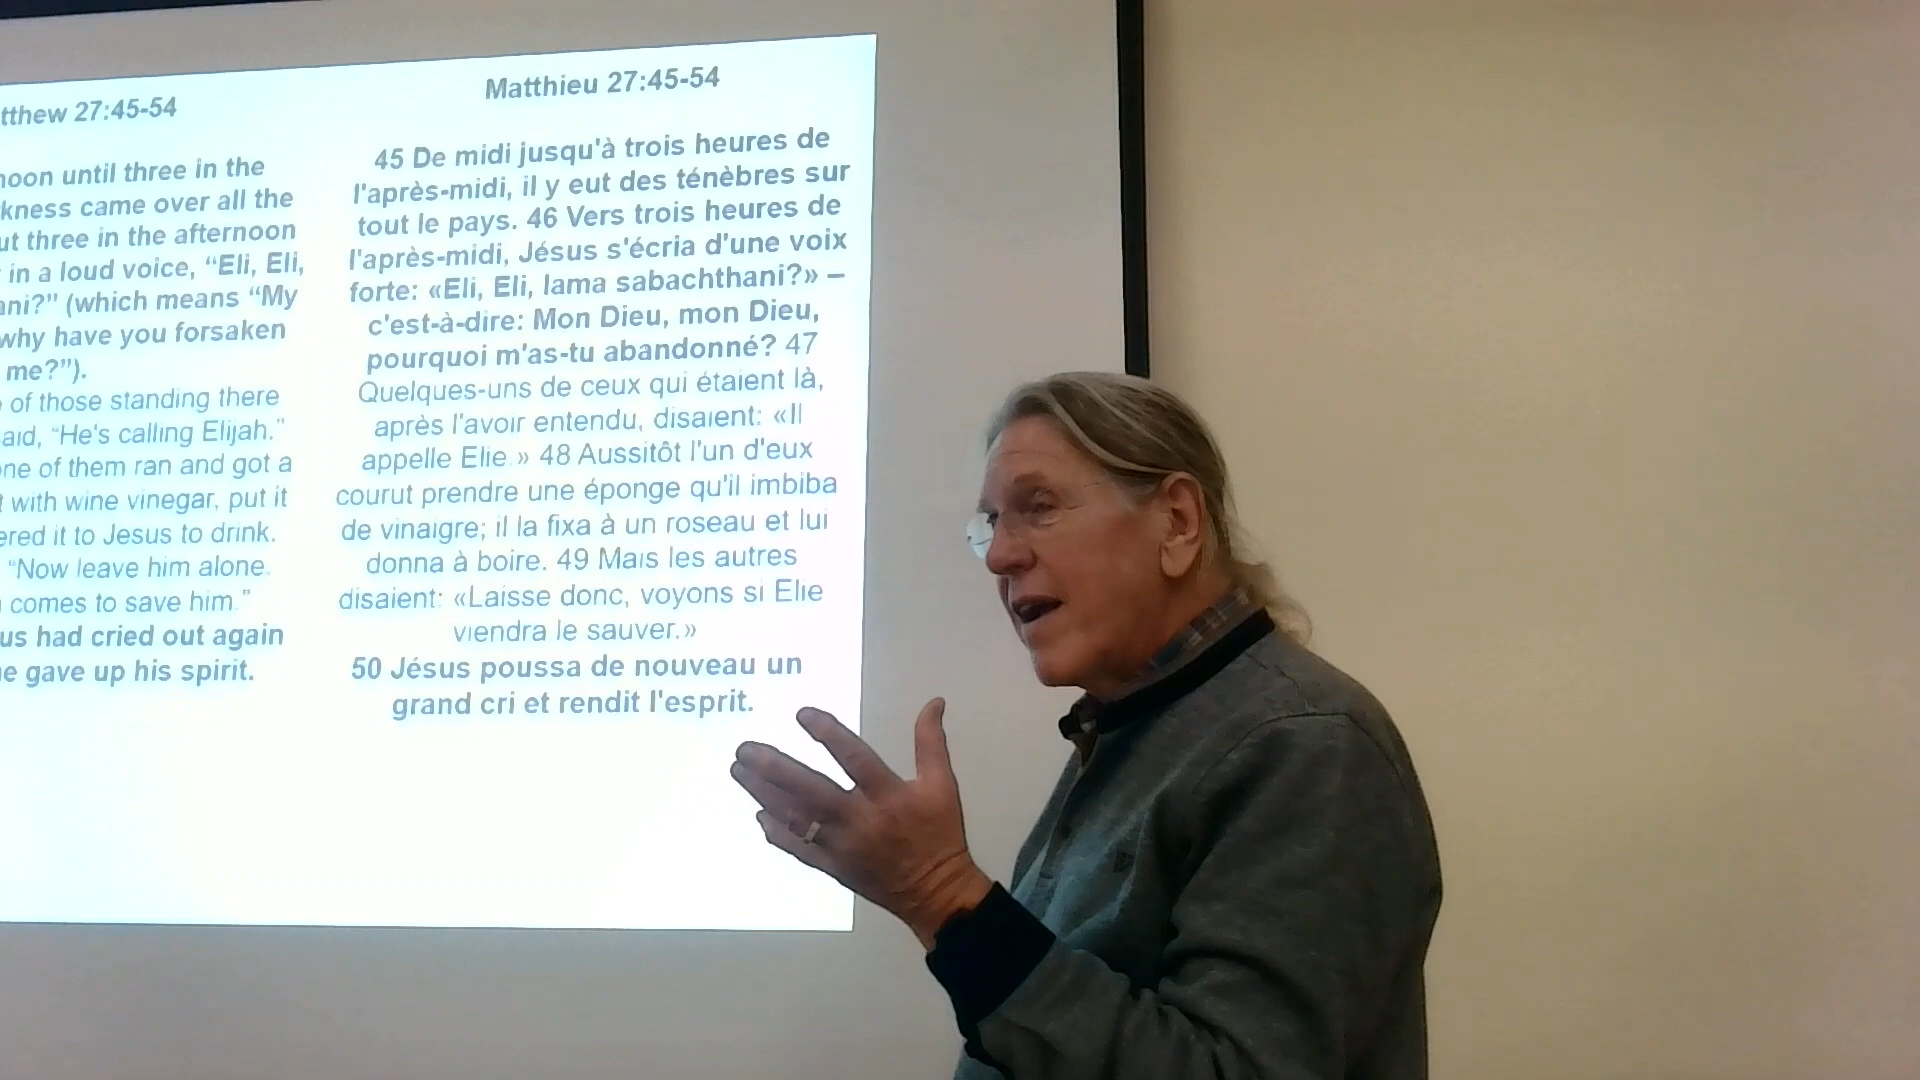 tthew 27:45-54
noon until three in the
kness came over all the
ut three in the afternoon
in a loud voice, “Eli, Eli,
ani?” (which means “My
why have you forsaken
me?”).
of those standing there
aid, “He's calling Elijah.”
one of them ran and got a
t with wine vinegar, put it
ered it to Jesus to drink.
“Now leave him alone.
comes to save him.”
us had cried out again
e gave up his spirit.
Matthieu 27:45-54
45 De midi jusqu'à trois heures de
l'après-midi, il y eut des ténèbres sur
tout le pays. 46 Vers trois heures de
l'après-midi, Jésus s'écria d'une voix
forte: «Eli, Eli, lama sabachthani?» –
c'est-à-dire: Mon Dieu, mon Dieu,
pourquoi m'as-tu abandonné? 47
Quelques-uns de ceux qui étaient là,
après l'avoir entendu, disaient: «Il
appelle Elie.» 48 Aussitôt l'un d'eux
courut prendre une éponge qu'il imbiba
de vinaigre; il la fixa à un roseau et lui
donna à boire. 49 Mais les autres
disaient: «Laisse donc, voyons si Elie
viendra le sauver.»
50 Jésus poussa de nouveau un
grand cri et rendit l'esprit.